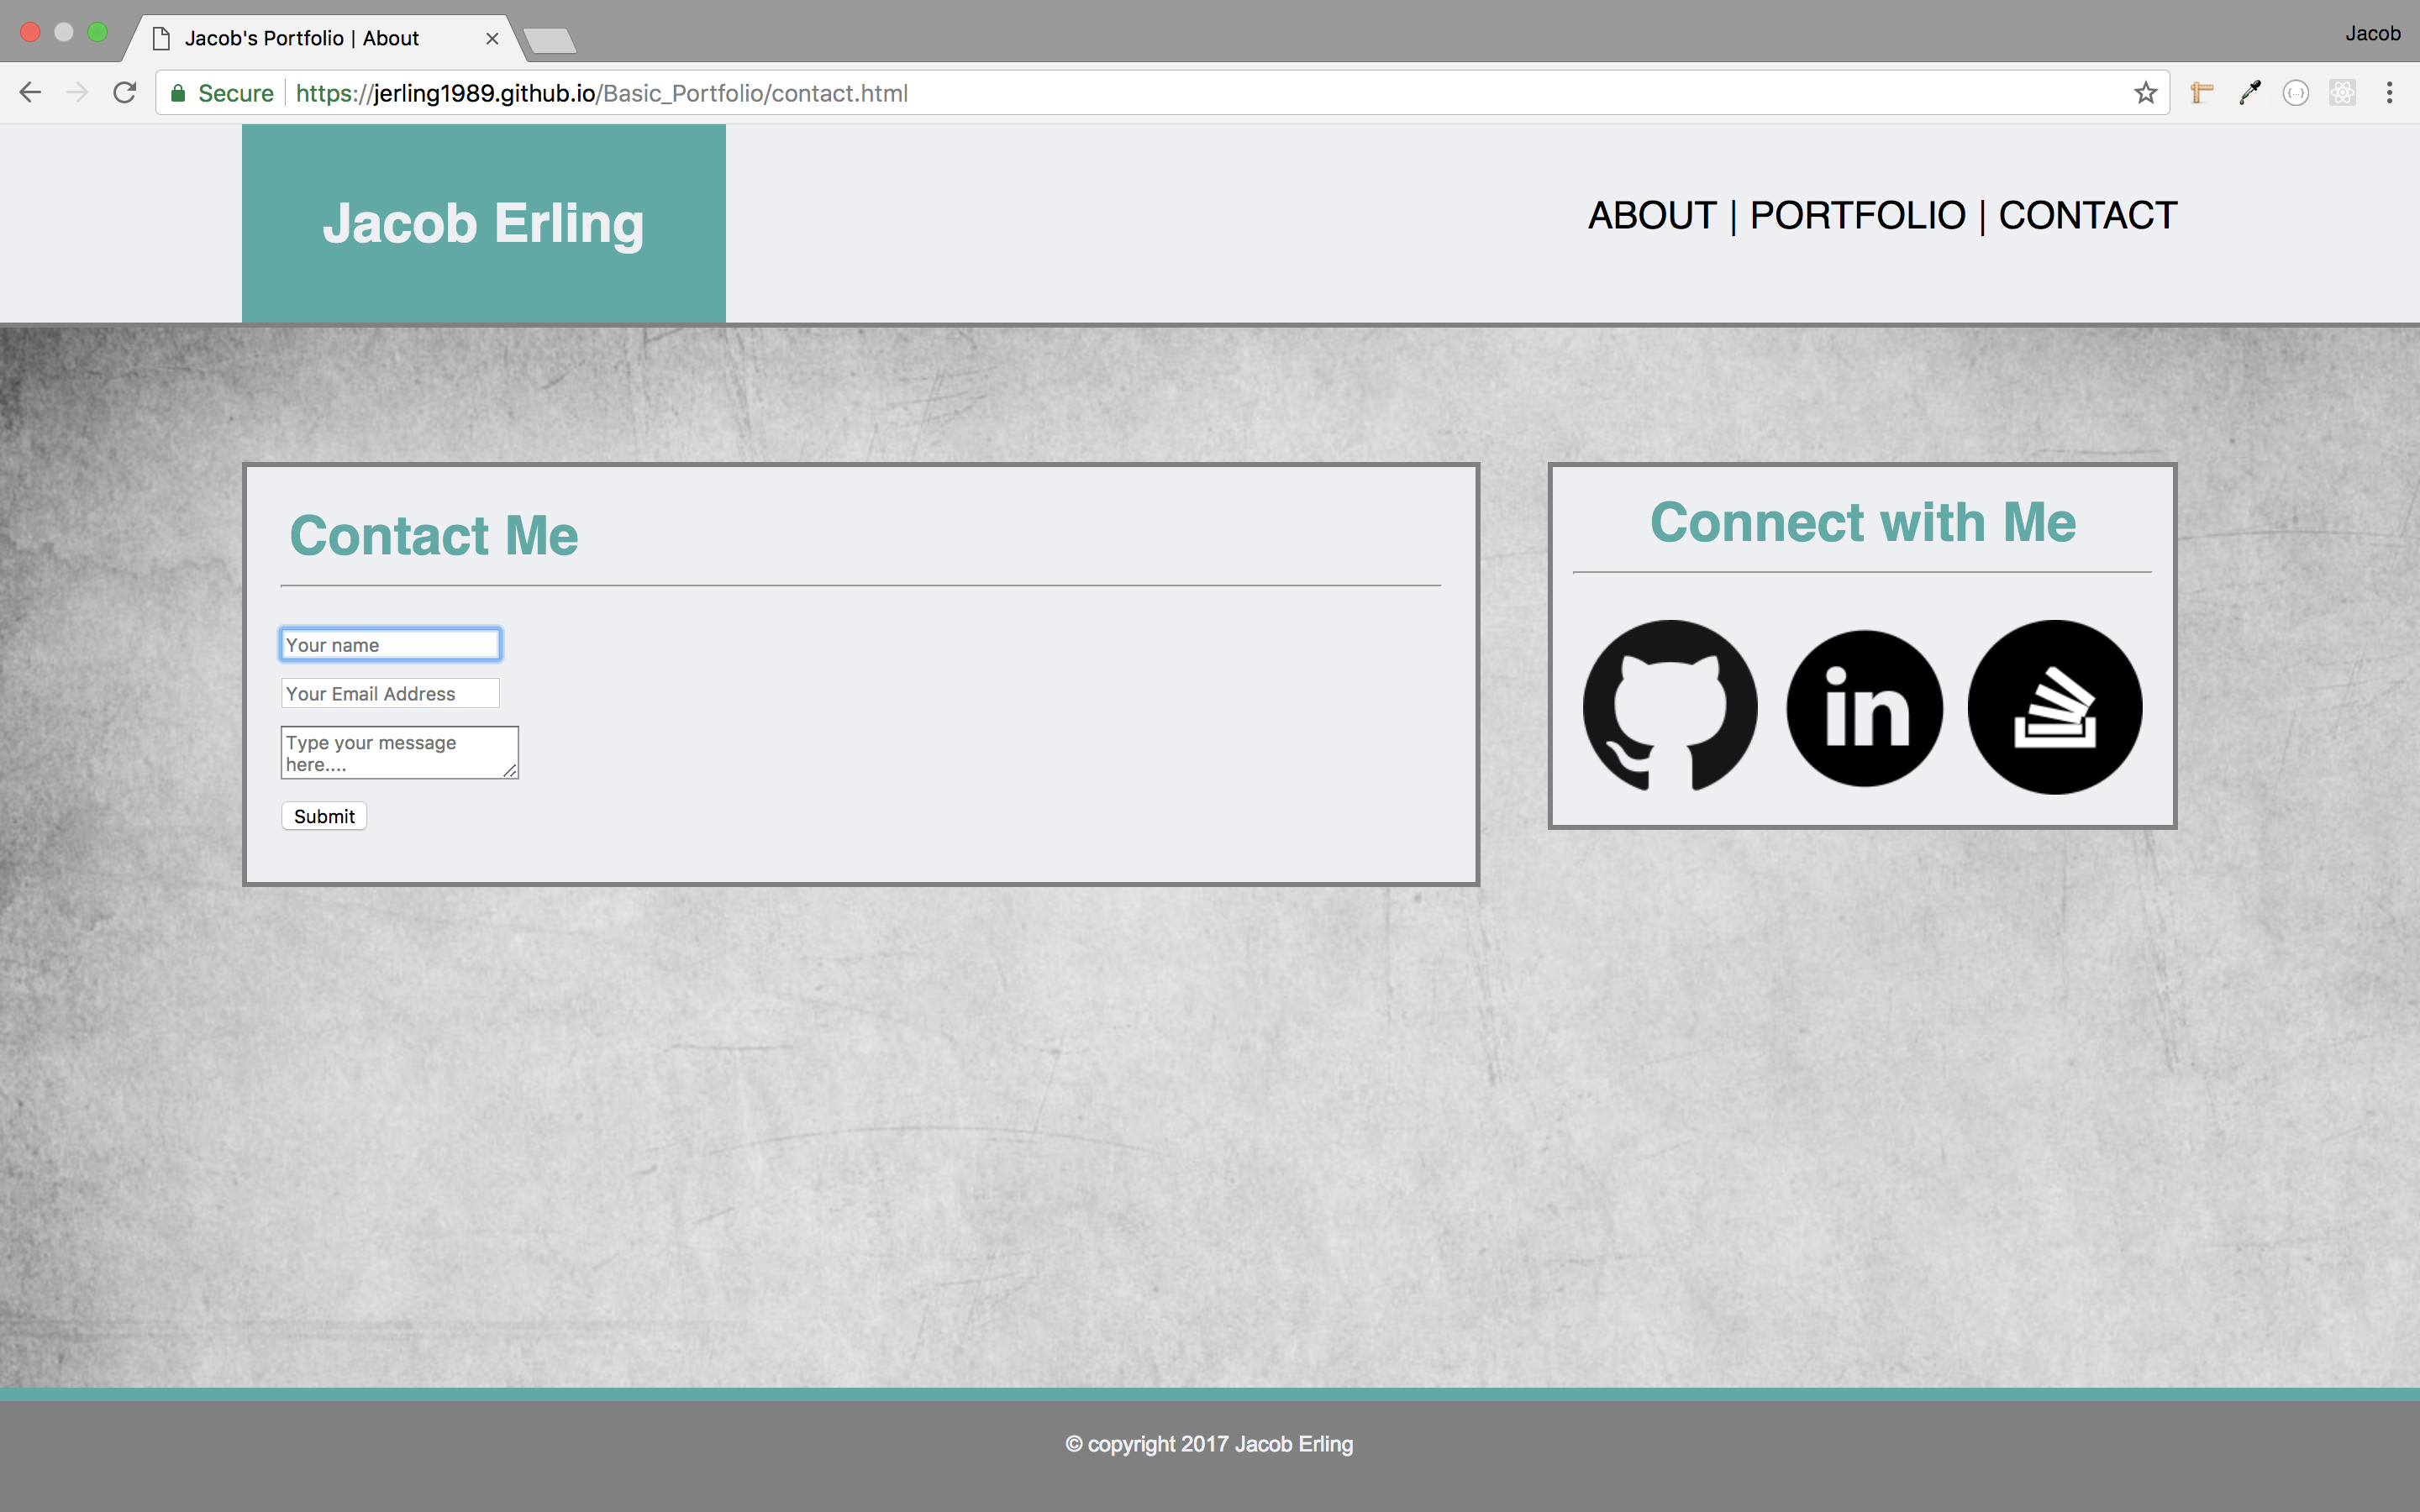 Jacob's Portfolio | About
Jacob
Secure
https://jerling1989.github.io/Basic_Portfolio/contact.html
Jacob Erling
ABOUT | PORTFOLIO | CONTACT
Contact Me
Your name
Your Email Address
Type your message
here....
Submit
Connect with Me
in
© copyright 2017 Jacob Erling